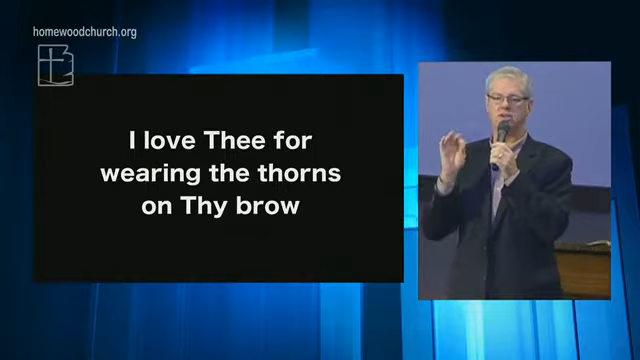 homewoodchurch.org
I love Thee for
wearing the thorns
on Thy brow